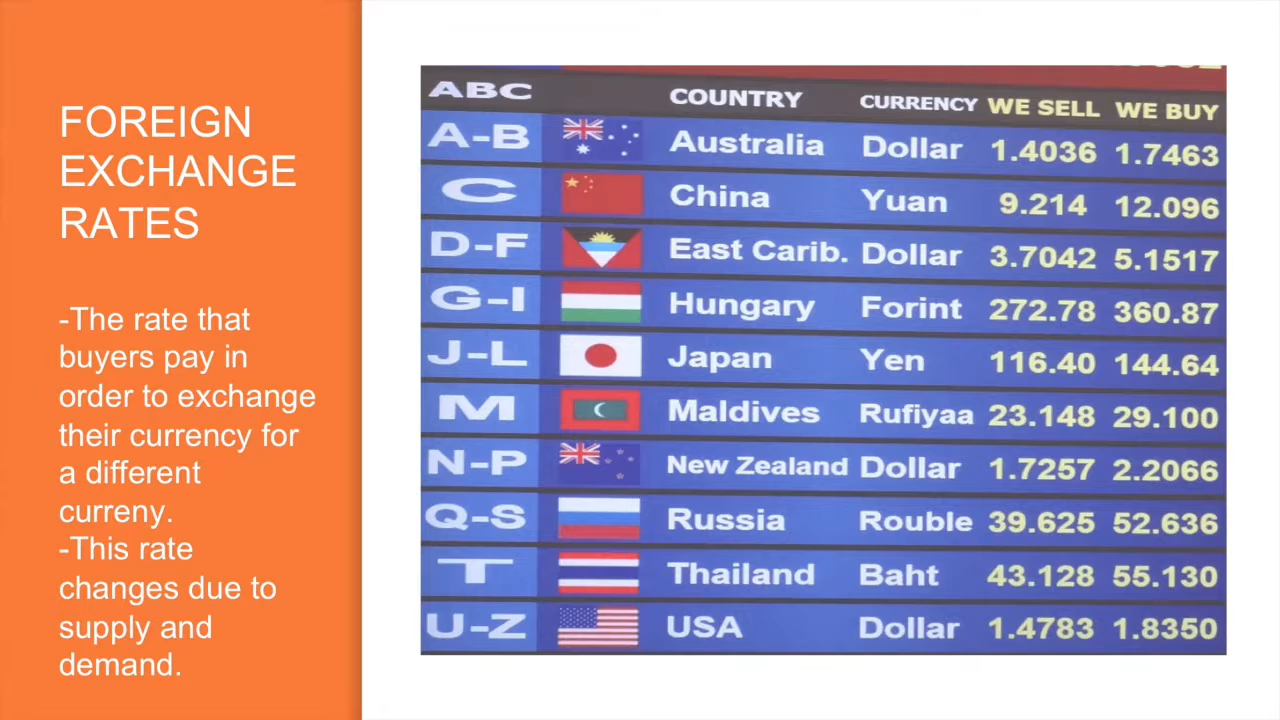 FOREIGN
EXCHANGE
RATES
-The rate that
buyers pay in
order to exchange
their currency for
a different
curreny.
-This rate
changes due to
supply and
demand.
ABC COUNTRY CURRENCY WE SELL WE BUY
A-B Australia Dollar 1.4036 1.7463
C China Yuan 9.214 12.096
D-F East Carib. Dollar 3.7042 5.1517
G-I Hungary Forint 272.78 360.87
J-L Japan Yen 116.40 144.64
M Maldives Rufiyaa 23.148 29.100
N-P New Zealand Dollar 1.7257 2.2066
Q-S Russia Rouble 39.625 52.636
T Thailand Baht 43.128 55.130
U-Z USA Dollar 1.4783 1.8350